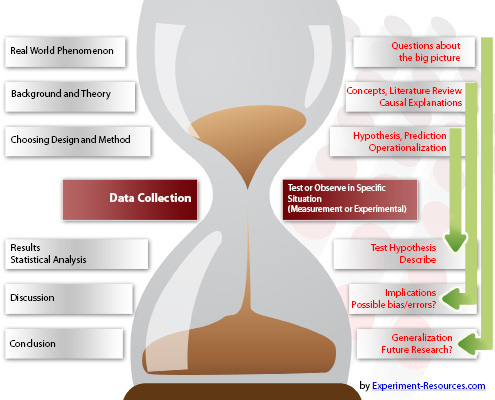 Real World Phenomenon
Questions about
the big picture
Background and Theory
Concepts, Literature Review
Causal Explanations
Choosing Design and Method
Hypothesis, Prediction
Operationalization
Data Collection
Test or Observe in Specific
Situation
(Measurement or Experimental)
Results
Statistical Analysis
Test Hypothesis
Describe
Discussion
Implications
Possible bias/errors?
Conclusion
Generalization
Future Research?
by Experiment-Resources.com